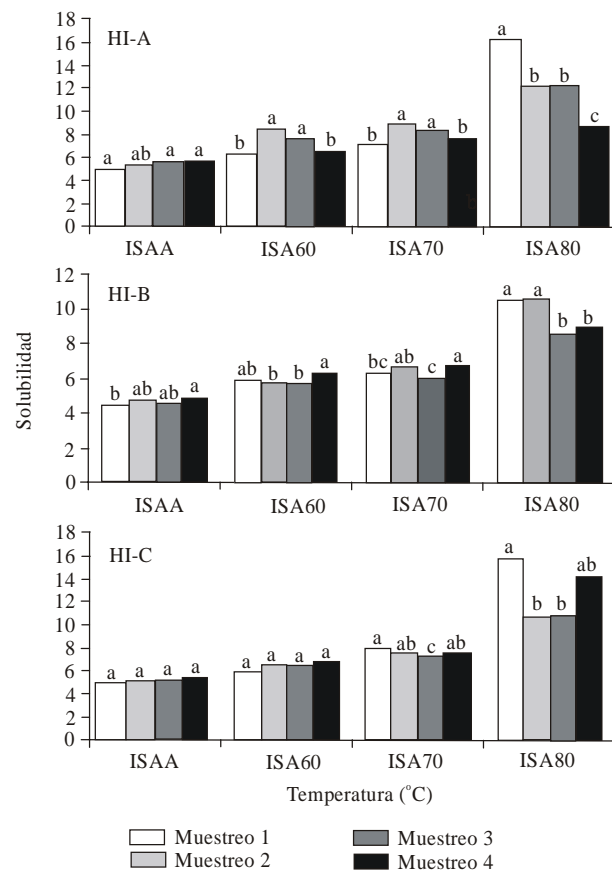 18
16
14
12
10
8
6
4
2
0
HI-A
a ab a a
b a a b
b a a b
a b b c
b
ISAA ISA60 ISA70 ISA80
12
10
8
6
4
2
0
HI-B
b ab ab a
ab b b a
bc ab c a
a a b b
ISAA ISA60 ISA70 ISA80
Solubilidad
18
16
14
12
10
8
6
4
2
0
HI-C
a a a a
a a a a
a ab c ab
a b b ab
ISAA ISA60 ISA70 ISA80
Temperatura (°C)
Muestreo 1 Muestreo 3
Muestreo 2 Muestreo 4